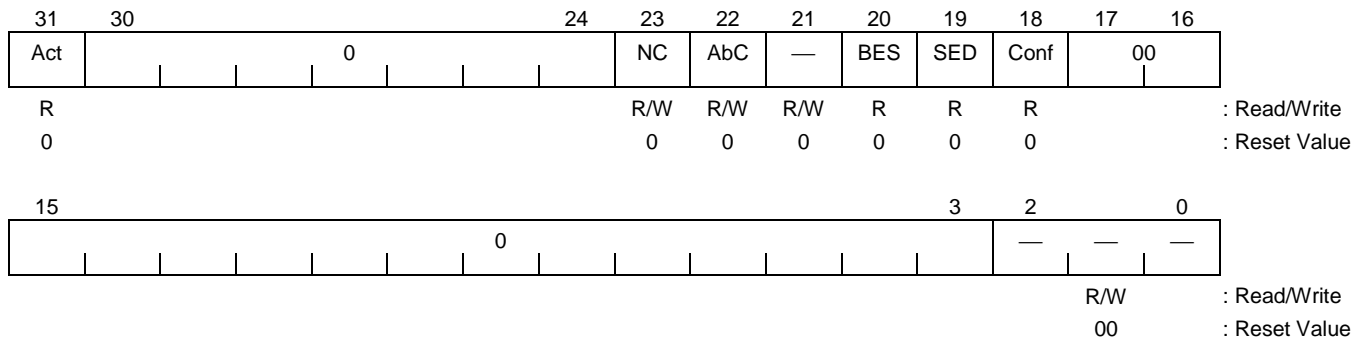 31 30 24 23 22 21 20 19 18 17 16
Act 0 NC AbC — BES SED Conf 00
R R/W R/W R/W R R R : Read/Write
0 0 0 0 0 0 0 : Reset Value
15 3 2 0
0 — — —
R/W : Read/Write
00 : Reset Value